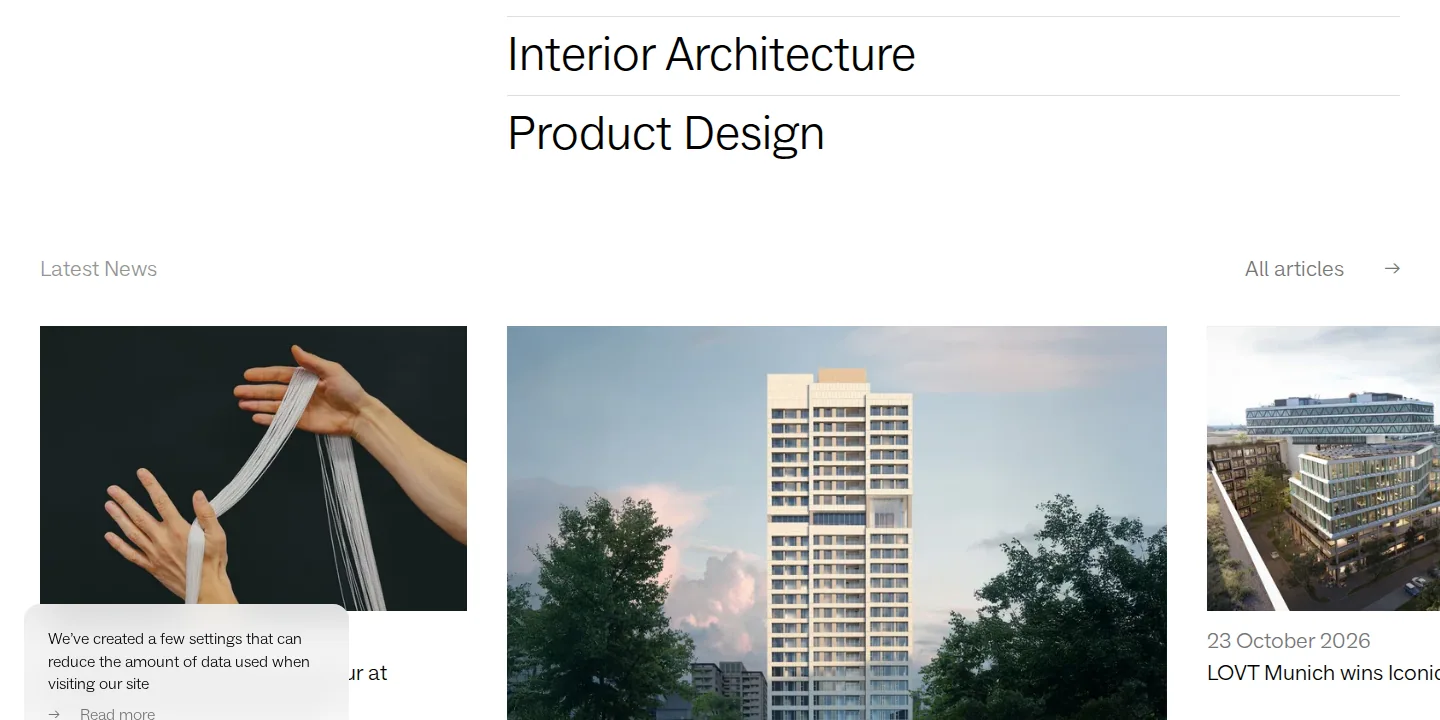 Interior Architecture
Product Design
Latest News
All articles →
We’ve created a few settings that can
reduce the amount of data used when
visiting our site
→ Read more
at
23 October 2026
LOVT Munich wins Iconic